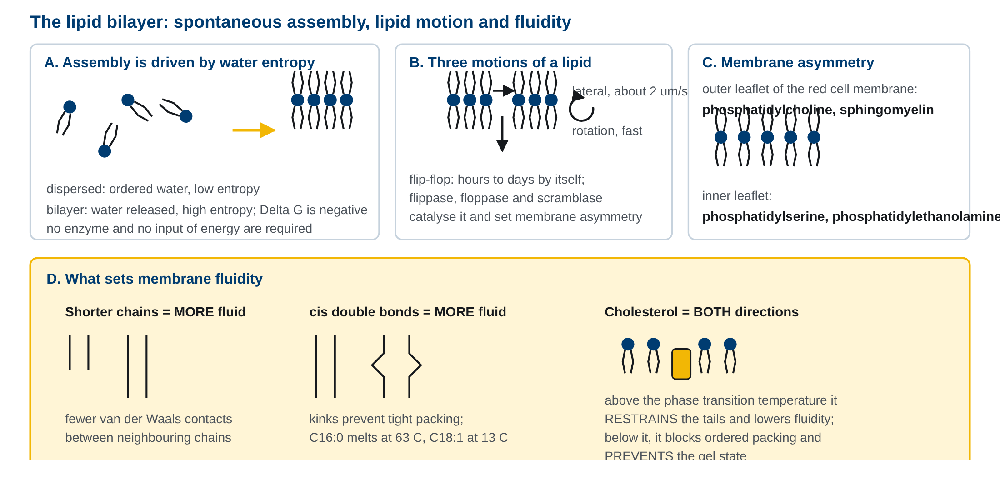 The lipid bilayer: spontaneous assembly, lipid motion and fluidity
A. Assembly is driven by water entropy
dispersed: ordered water, low entropy
bilayer: water released, high entropy; Delta G is negative
no enzyme and no input of energy are required
B. Three motions of a lipid
lateral, about 2 um/s
rotation, fast
flip-flop: hours to days by itself;
flippase, floppase and scramblase
catalyse it and set membrane asymmetry
C. Membrane asymmetry
outer leaflet of the red cell membrane:
phosphatidylcholine, sphingomyelin
inner leaflet:
phosphatidylserine, phosphatidylethanolamine
D. What sets membrane fluidity
Shorter chains = MORE fluid
fewer van der Waals contacts
between neighbouring chains
cis double bonds = MORE fluid
kinks prevent tight packing;
C16:0 melts at 63 C, C18:1 at 13 C
Cholesterol = BOTH directions
above the phase transition temperature it
RESTRAINS the tails and lowers fluidity;
below it, it blocks ordered packing and
PREVENTS the gel state